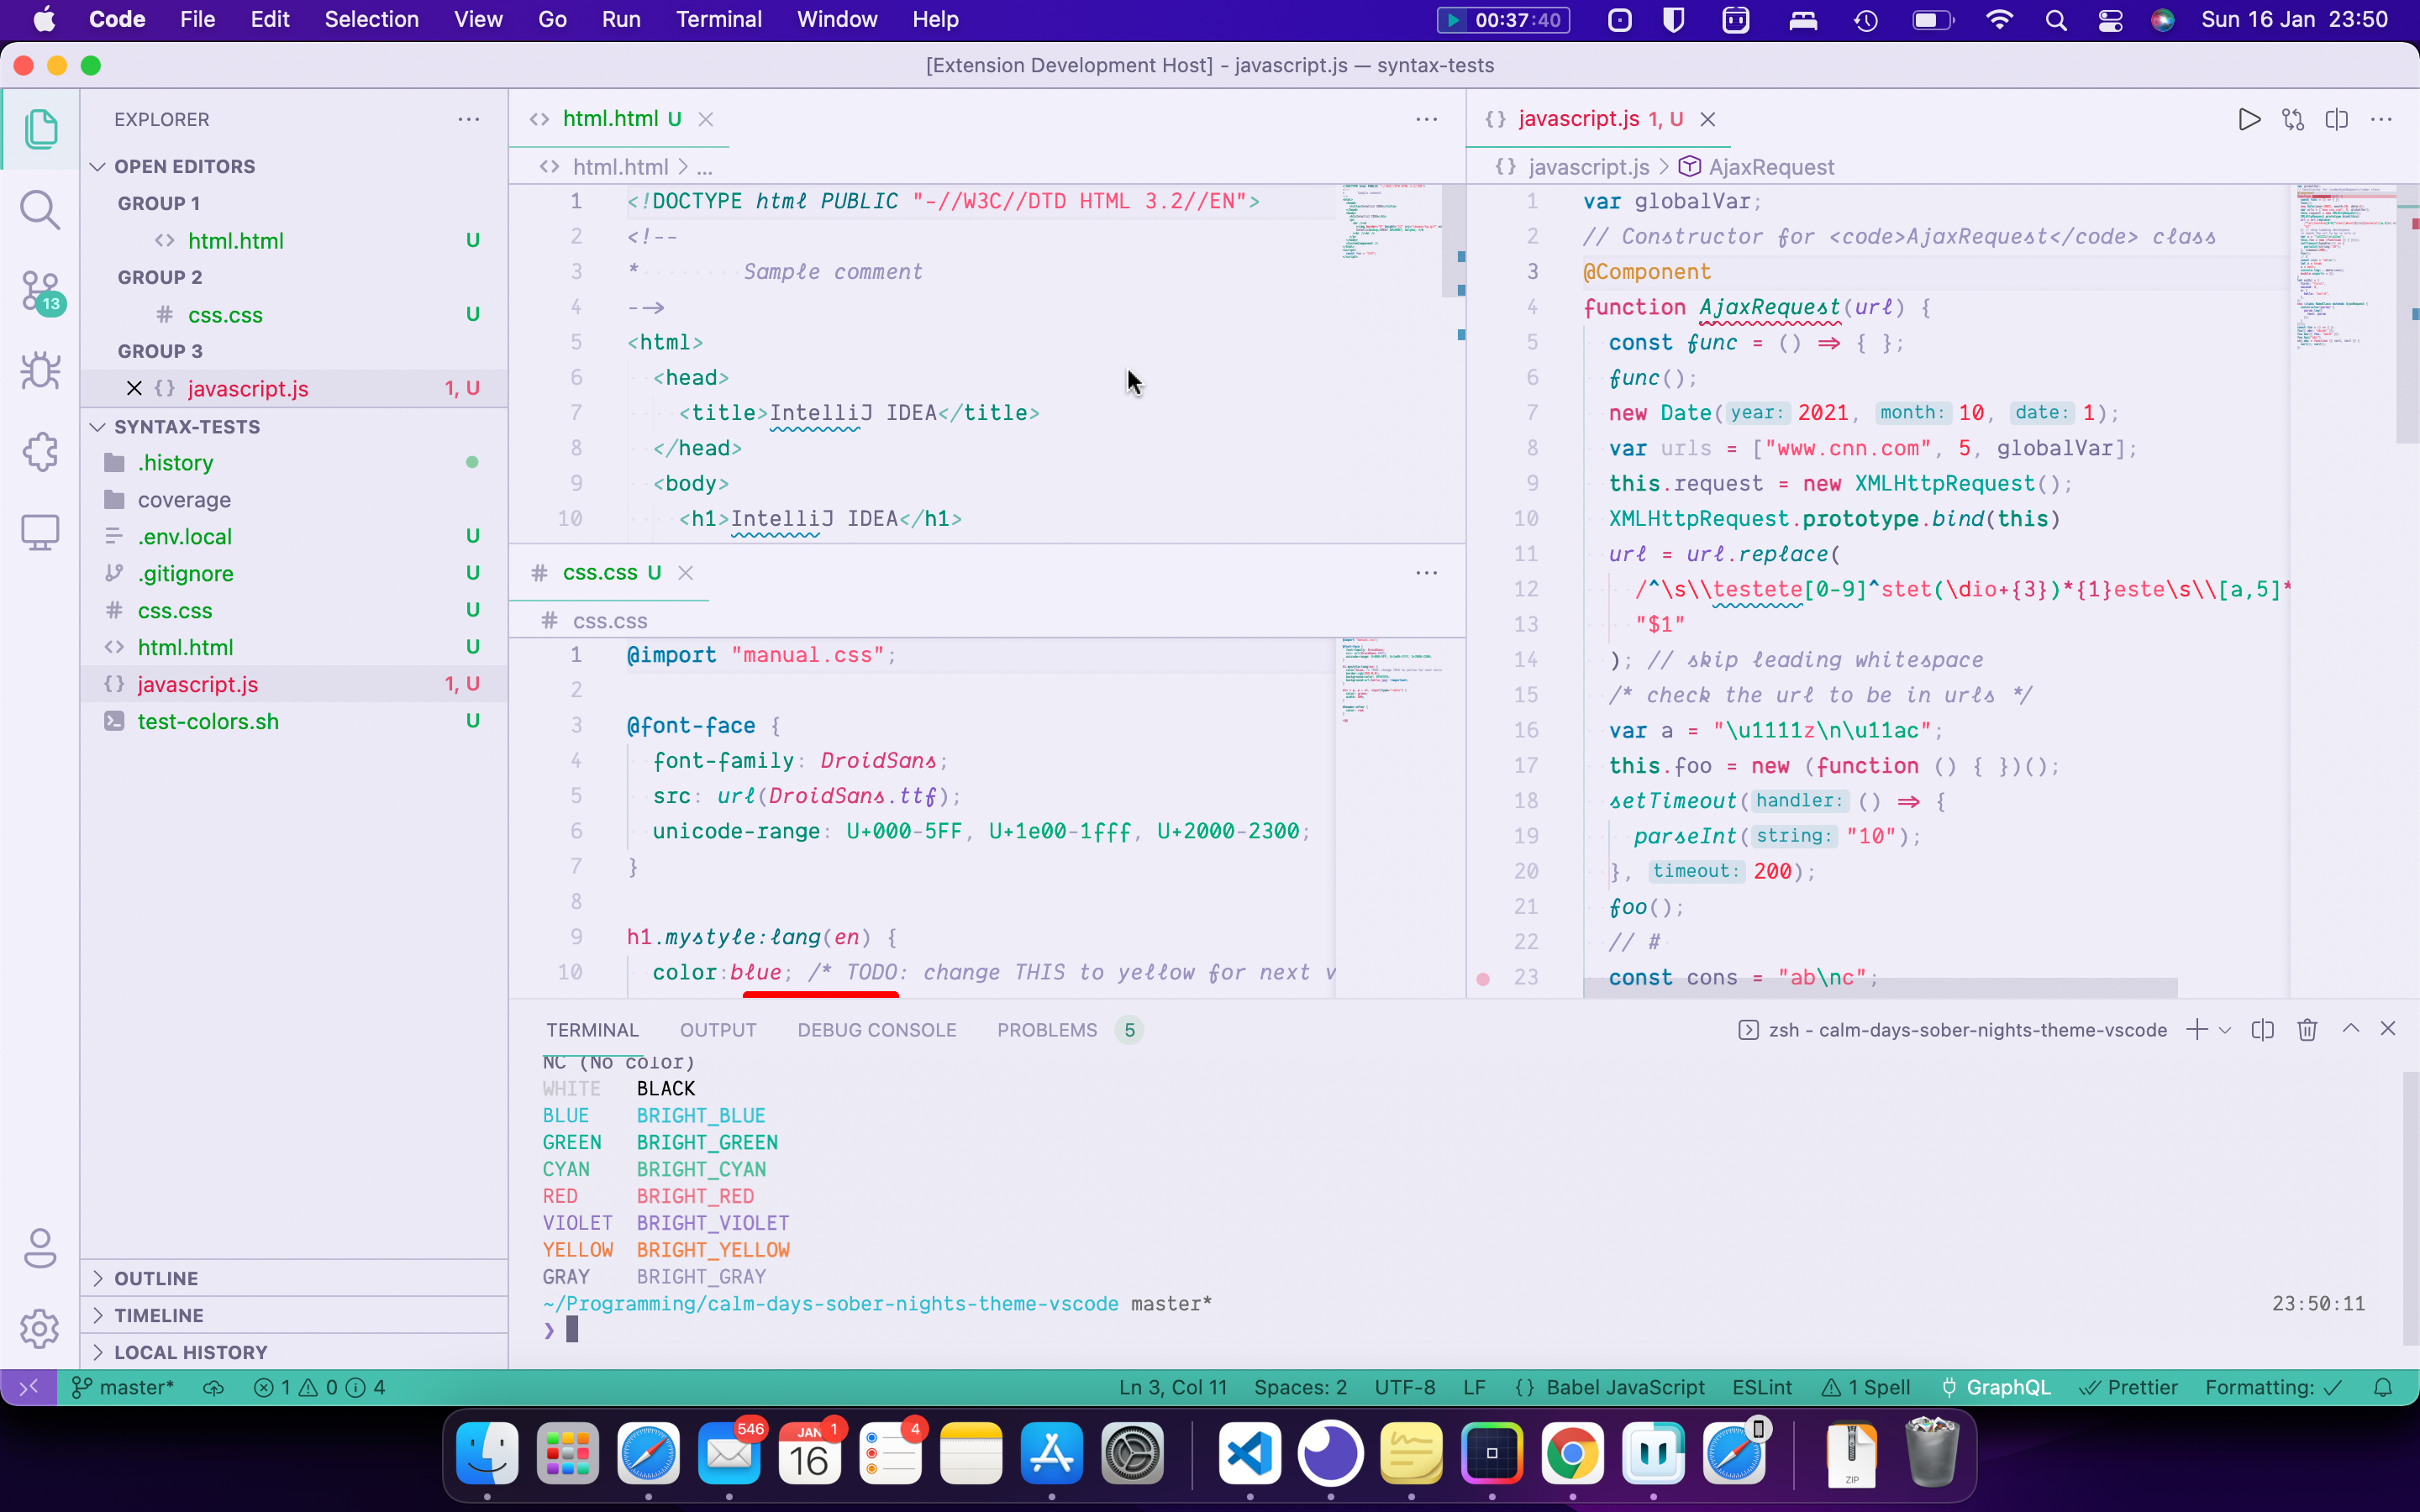 Code File Edit Selection View Go Run Terminal Window Help 00:37:40 Sun 16 Jan 23:50
[Extension Development Host] - javascript.js — syntax-tests
EXPLORER
OPEN EDITORS
GROUP 1
html.html U
GROUP 2
css.css U
GROUP 3
javascript.js 1, U
SYNTAX-TESTS
.history
coverage
.env.local U
.gitignore U
css.css U
html.html U
javascript.js 1, U
test-colors.sh U
OUTLINE
TIMELINE
LOCAL HISTORY
13
html.html U
html.html > ...
1 <!DOCTYPE html PUBLIC "-//W3C//DTD HTML 3.2//EN">
2 <!--
3 * Sample comment
4 -->
5 <html>
6 <head>
7 <title>IntelliJ IDEA</title>
8 </head>
9 <body>
10 <h1>IntelliJ IDEA</h1>
css.css U
# css.css
1 @import "manual.css";
2
3 @font-face {
4 font-family: DroidSans;
5 src: url(DroidSans.ttf);
6 unicode-range: U+000-5FF, U+1e00-1fff, U+2000-2300;
7 }
8
9 h1.mystyle:lang(en) {
10 color:blue; /* TODO: change THIS to yellow for next v
javascript.js 1, U
{} javascript.js > AjaxRequest
1 var globalVar;
2 // Constructor for <code>AjaxRequest</code> class
3 @Component
4 function AjaxRequest(url) {
5 const func = () => { };
6 func();
7 new Date(year: 2021, month: 10, date: 1);
8 var urls = ["www.cnn.com", 5, globalVar];
9 this.request = new XMLHttpRequest();
10 XMLHttpRequest.prototype.bind(this)
11 url = url.replace(
12 /^\s\\testete[0-9]^stet(\dio+{3})*{1}este\s\\[a,5]*
13 "$1"
14 ); // skip leading whitespace
15 /* check the url to be in urls */
16 var a = "\u1111z\n\u11ac";
17 this.foo = new (function () { })();
18 setTimeout(handler: () => {
19 parseInt(string: "10");
20 }, timeout: 200);
21 foo();
22 // #
23 const cons = "ab\nc";
TERMINAL OUTPUT DEBUG CONSOLE PROBLEMS 5 zsh - calm-days-sober-nights-theme-vscode
NC (No color)
WHITE BLACK
BLUE BRIGHT_BLUE
GREEN BRIGHT_GREEN
CYAN BRIGHT_CYAN
RED BRIGHT_RED
VIOLET BRIGHT_VIOLET
YELLOW BRIGHT_YELLOW
GRAY BRIGHT_GRAY
~/Programming/calm-days-sober-nights-theme-vscode master* 23:50:11
❯
master* 1 0 4 Ln 3, Col 11 Spaces: 2 UTF-8 LF {} Babel JavaScript ESLint 1 Spell GraphQL Prettier Formatting: ✓
546 JAN 16 1 4 ZIP